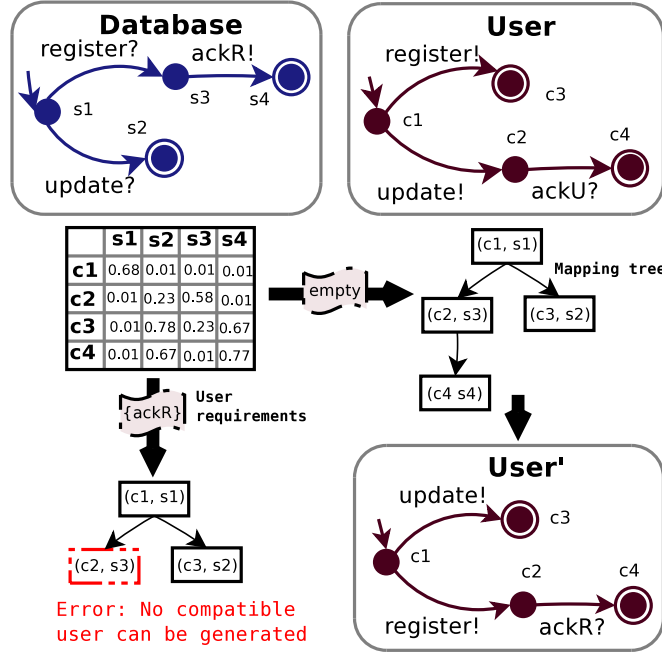 Database
register?
ackR!
s1
s3
s4
s2
update?
User
register!
c3
c1
c2
c4
update!
ackU?
s1 s2 s3 s4
c1 0.68 0.01 0.01 0.01
c2 0.01 0.23 0.58 0.01
c3 0.01 0.78 0.23 0.67
c4 0.01 0.67 0.01 0.77
empty
(c1, s1)
Mapping tree
(c2, s3)
(c3, s2)
(c4 s4)
{ackR}
User
requirements
(c1, s1)
(c2, s3)
(c3, s2)
Error: No compatible
user can be generated
User'
update!
c3
c1
c2
c4
register!
ackR?